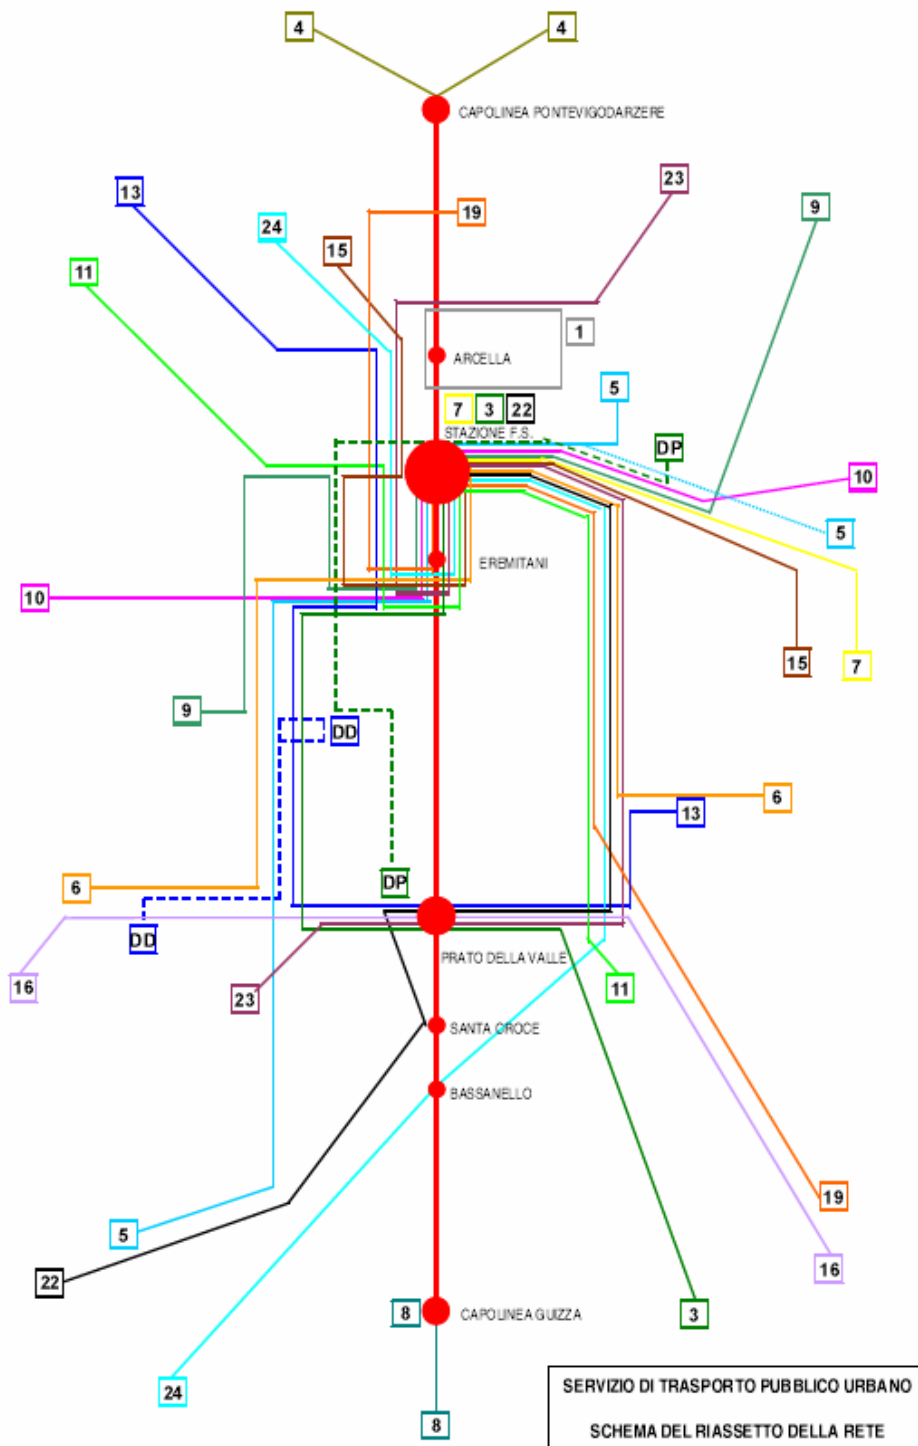 4 4
CAPOLINEA PONTEVIGODARZERE
23
13
9
19
24
15
11
1
ARCELLA
5
7 3 22
STAZIONE F.S.
DP
10
5
EREMITANI
10
15
7
9
DD
6
13
DP
6
DD
PRATO DELLA VALLE
16
11
23
SANTA CROCE
BASSANELLO
19
5
16
22
8
CAPOLINEA GUIZZA
3
24
8
SERVIZIO DI TRASPORTO PUBBLICO URBANO
SCHEMA DEL RIASSETTO DELLA RETE